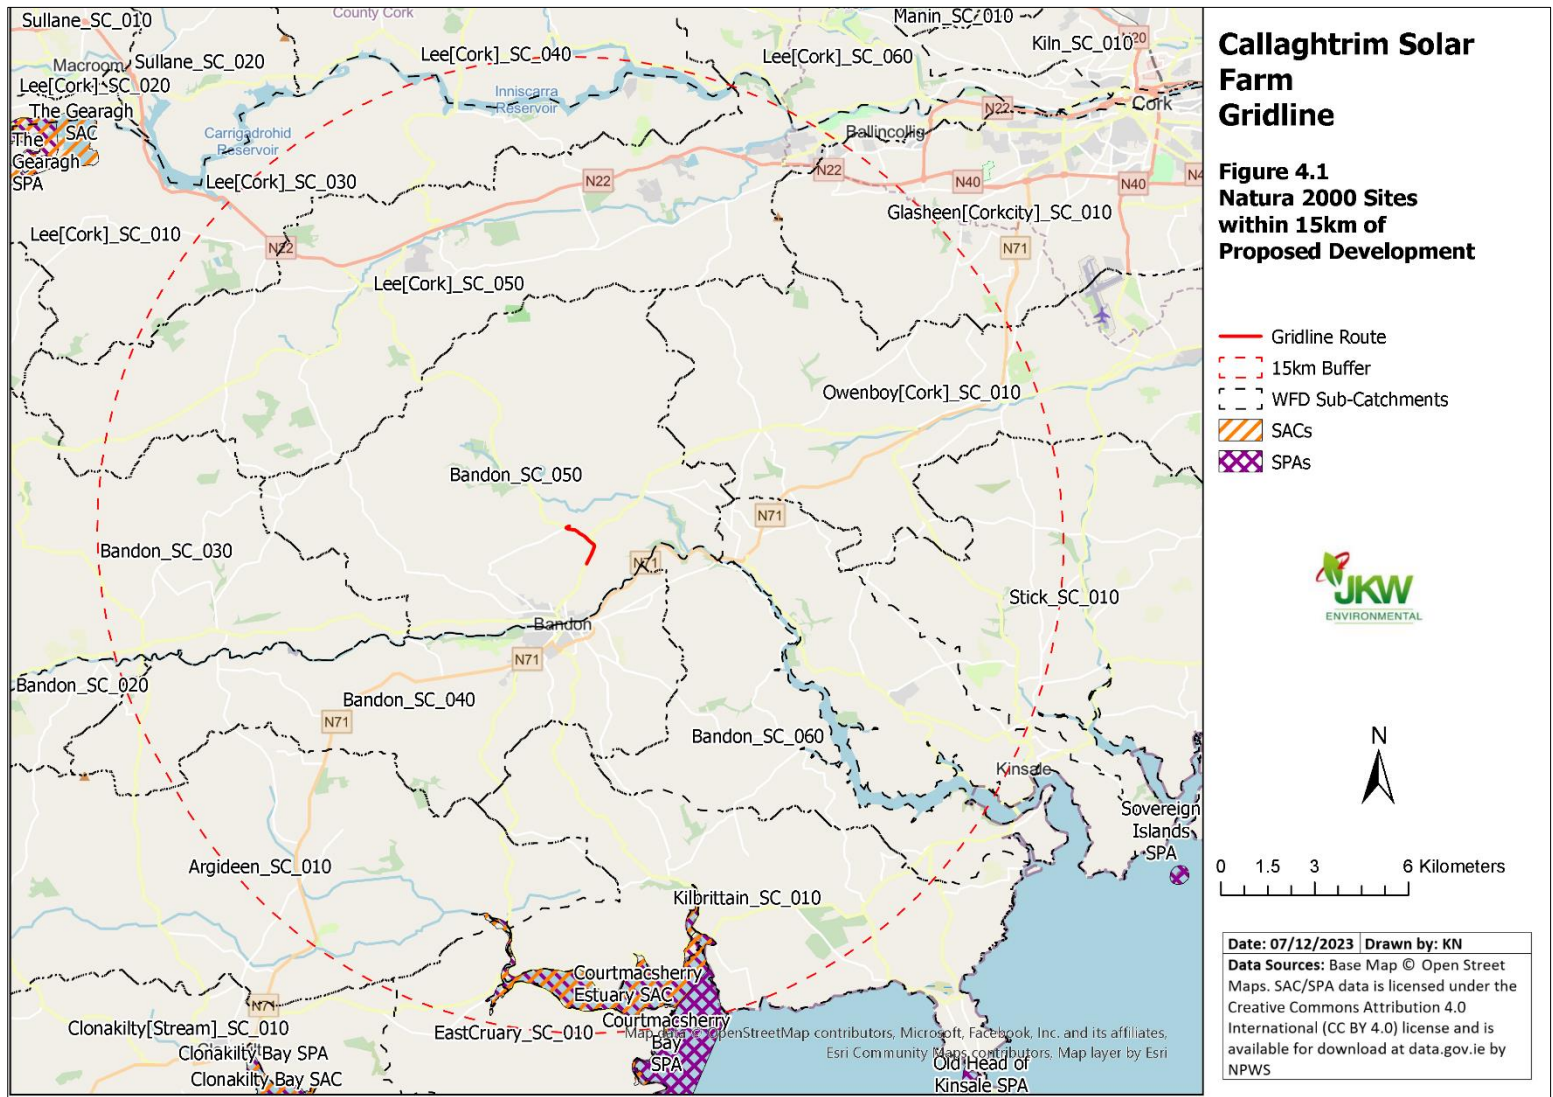 Sullane_SC_010
County Cork
Manin_SC_010
N20
Kiln_SC_010
Macroom
Sullane_SC_020
Lee[Cork]_SC_040
Lee[Cork]_SC_060
Lee[Cork]_SC_020
Inniscarra
Reservoir
N22
Cork
The Gearagh
SAC
Carrigadrohid
Reservoir
Ballincollig
The
Gearagh
SPA
Lee[Cork]_SC_030
N22
N22
N40
N40
Glasheen[Corkcity]_SC_010
Lee[Cork]_SC_010
N22
N71
Lee[Cork]_SC_050
Owenboy[Cork]_SC_010
Bandon_SC_050
N71
Bandon_SC_030
N71
Stick_SC_010
Bandon
N71
Bandon_SC_020
Bandon_SC_040
N71
Bandon_SC_060
Kinsale
Sovereign
Islands
SPA
Argideen_SC_010
Kilbrittain_SC_010
Courtmacsherry
Estuary SAC
N71
Clonakilty[Stream]_SC_010
EastCruary_SC_010
Courtmacsherry
Bay
SPA
Clonakilty Bay SPA
Clonakilty Bay SAC
Map data © OpenStreetMap contributors, Microsoft, Facebook, Inc. and its affiliates,
Esri Community Maps contributors, Map layer by Esri
Old Head of
Kinsale SPA
Callaghtrim Solar
Farm
Gridline
Figure 4.1
Natura 2000 Sites
within 15km of
Proposed Development
Gridline Route
15km Buffer
WFD Sub-Catchments
SACs
SPAs
JKW
ENVIRONMENTAL
N
0 1.5 3 6 Kilometers
Date: 07/12/2023 Drawn by: KN
Data Sources: Base Map © Open Street
Maps. SAC/SPA data is licensed under the
Creative Commons Attribution 4.0
International (CC BY 4.0) license and is
available for download at data.gov.ie by
NPWS